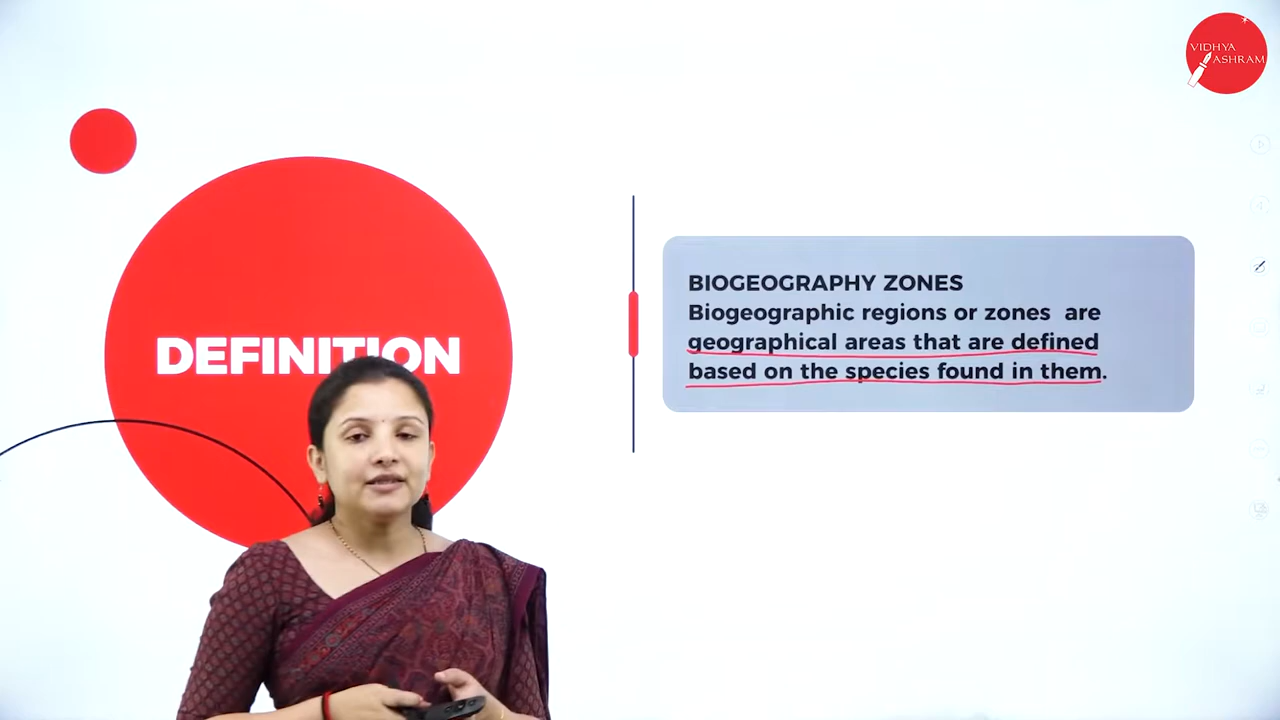 VIDHYA
ASHRAM
DEFINITION
BIOGEOGRAPHY ZONES
Biogeographic regions or zones are
geographical areas that are defined
based on the species found in them.